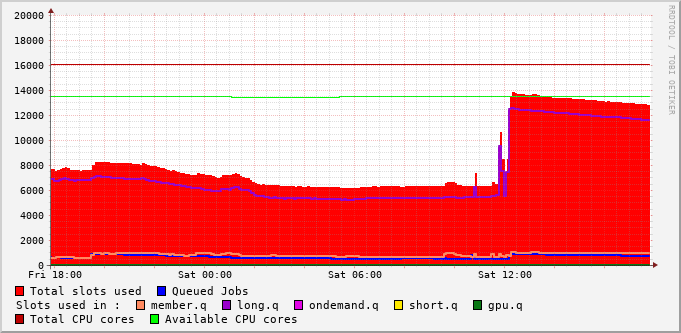 20000
18000
16000
14000
12000
10000
8000
6000
4000
2000
0
Fri 18:00 Sat 00:00 Sat 06:00 Sat 12:00
Total slots used Queued Jobs
Slots used in : member.q long.q ondemand.q short.q gpu.q
Total CPU cores Available CPU cores
RRDTOOL / TOBI OETIKER